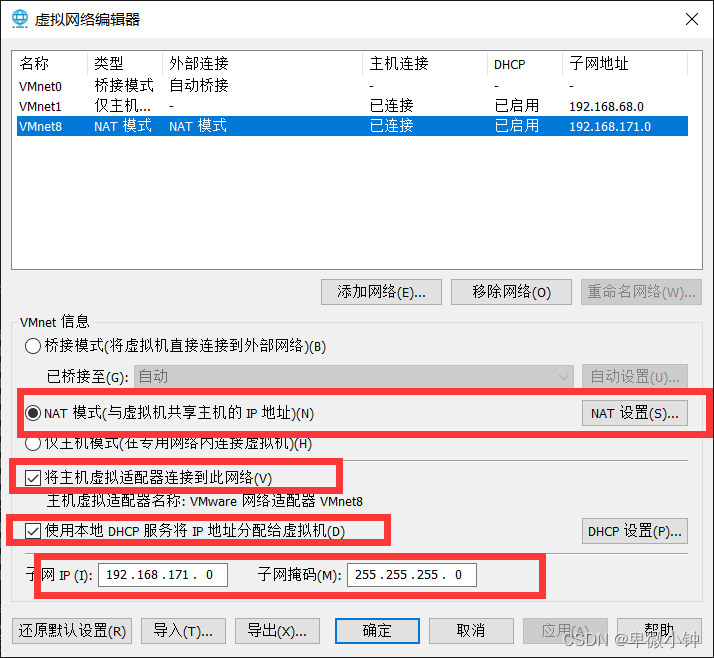 虚拟网络编辑器
名称 类型 外部连接 主机连接 DHCP 子网地址
VMnet0 桥接模式 自动桥接 - - -
VMnet1 仅主机... - 已连接 已启用 192.168.68.0
VMnet8 NAT 模式 NAT 模式 已连接 已启用 192.168.171.0
添加网络(E)... 移除网络(O) 重命名网络(W)...
VMnet 信息
桥接模式(将虚拟机直接连接到外部网络)(B)
已桥接至(G): 自动 自动设置(U)...
NAT 模式(与虚拟机共享主机的 IP 地址)(N) NAT 设置(S)...
仅主机模式(在专用网络内连接虚拟机)(H)
将主机虚拟适配器连接到此网络(V)
主机虚拟适配器名称: VMware 网络适配器 VMnet8
使用本地 DHCP 服务将 IP 地址分配给虚拟机(D) DHCP 设置(P)...
子网 IP (I): 192.168.171. 0 子网掩码(M): 255.255.255. 0
还原默认设置(R) 导入(T)... 导出(X)... 确定 取消 应用(A) 帮助
CSDN @卑微小钟